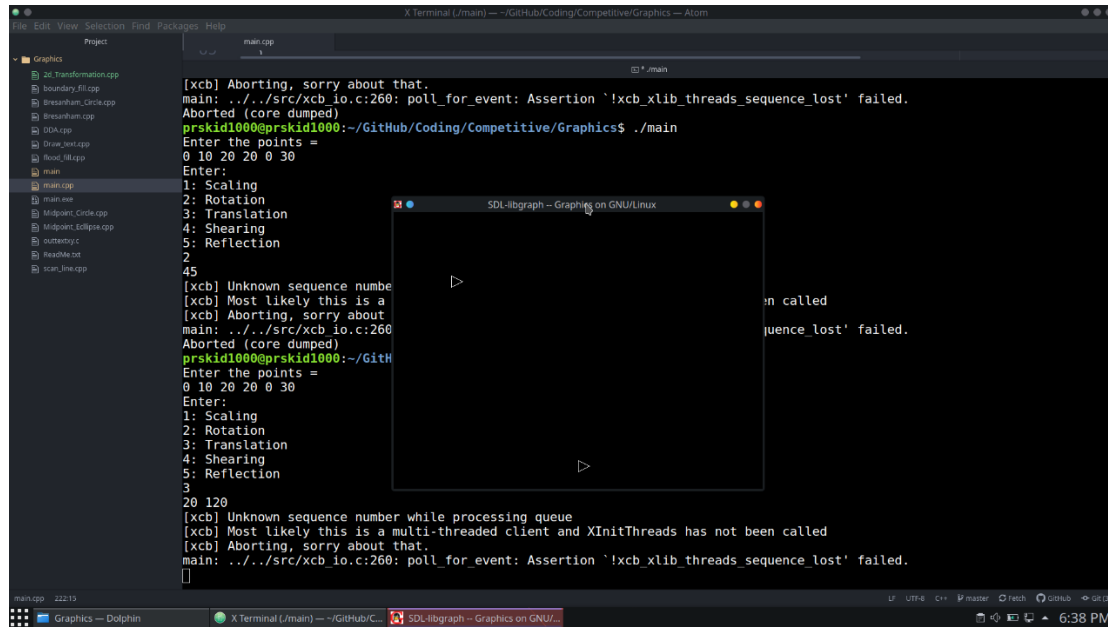 X Terminal (./main) — ~/GitHub/Coding/Competitive/Graphics — Atom
File Edit View Selection Find Packages Help
Project
main.cpp
Graphics
2d_Transformation.cpp
boundary_fill.cpp
Bresanham_Circle.cpp
Bresanham.cpp
DDA.cpp
Draw_text.cpp
flood_fill.cpp
main
main.cpp
main.exe
Midpoint_Circle.cpp
Midpoint_Edlipse.cpp
outtextxy.c
ReadMe.txt
scan_line.cpp
* ./main
[xcb] Aborting, sorry about that.
main: ../../src/xcb_io.c:260: poll_for_event: Assertion `!xcb_xlib_threads_sequence_lost' failed.
Aborted (core dumped)
prskid1000@prskid1000:~/GitHub/Coding/Competitive/Graphics$ ./main
Enter the points =
0 10 20 20 0 30
Enter:
1: Scaling
2: Rotation
3: Translation
4: Shearing
5: Reflection
2
45
[xcb] Unknown sequence numbe
[xcb] Most likely this is a en called
[xcb] Aborting, sorry about
main: ../../src/xcb_io.c:260 quence_lost' failed.
Aborted (core dumped)
prskid1000@prskid1000:~/GitH
Enter the points =
0 10 20 20 0 30
Enter:
1: Scaling
2: Rotation
3: Translation
4: Shearing
5: Reflection
3
20 120
[xcb] Unknown sequence number while processing queue
[xcb] Most likely this is a multi-threaded client and XInitThreads has not been called
[xcb] Aborting, sorry about that.
main: ../../src/xcb_io.c:260: poll_for_event: Assertion `!xcb_xlib_threads_sequence_lost' failed.
SDL-libgraph -- Graphics on GNU/Linux
main.cpp 222:15
LF UTF-8 C++ master Fetch GitHub
Graphics — Dolphin
X Terminal (./main) — ~/GitHub/C...
SDL-libgraph -- Graphics on GNU/...
6:38 PM